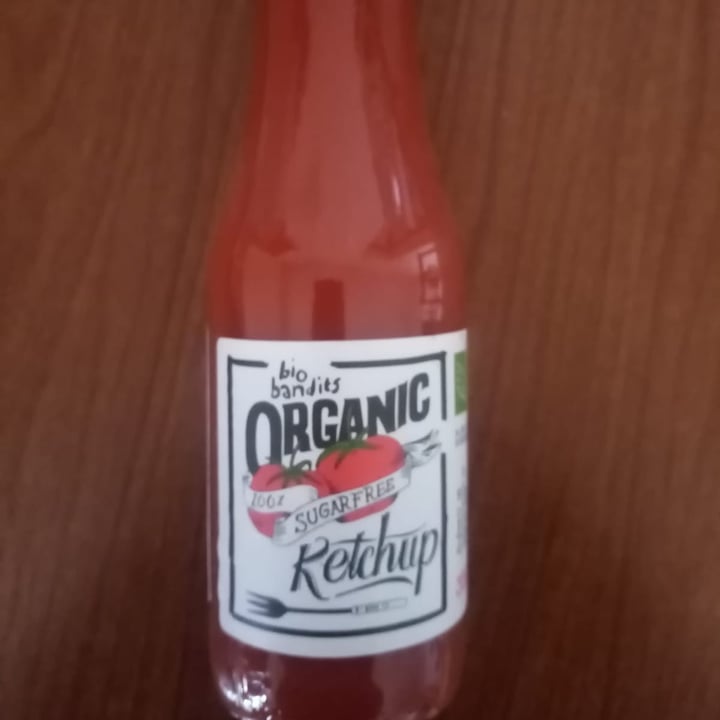 bio
bandits
ORGANIC
100%
SUGARFREE
Ketchup